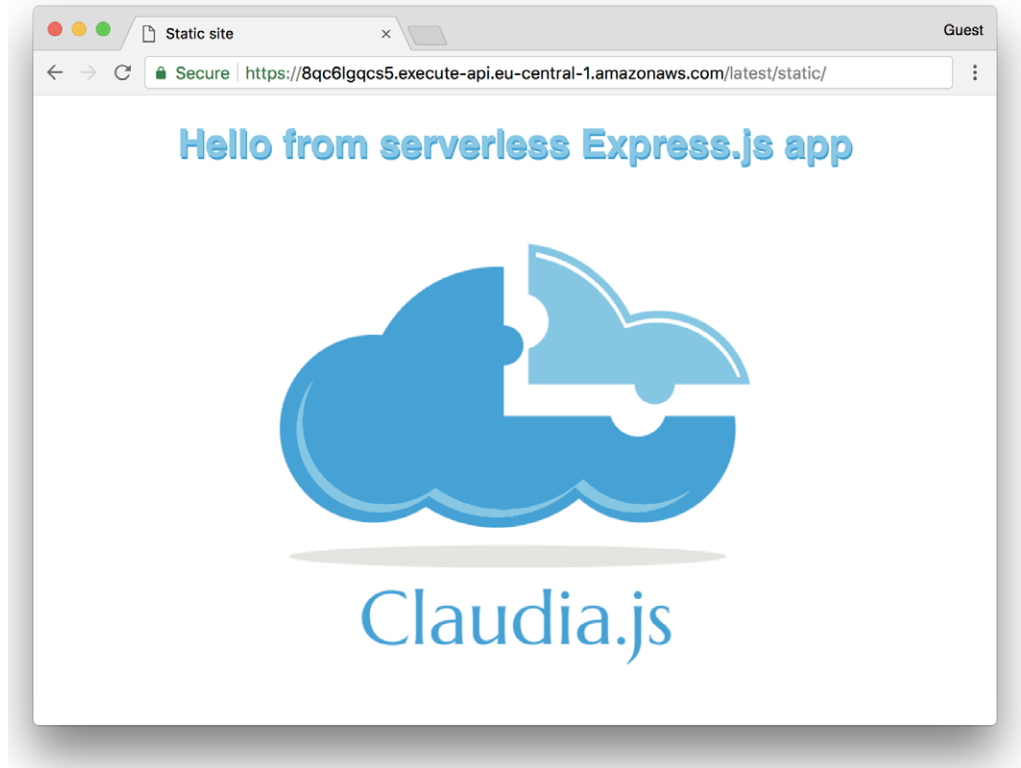 Static site
Guest
Secure https://8qc6lgqcs5.execute-api.eu-central-1.amazonaws.com/latest/static/
Hello from serverless Express.js app
Claudia.js